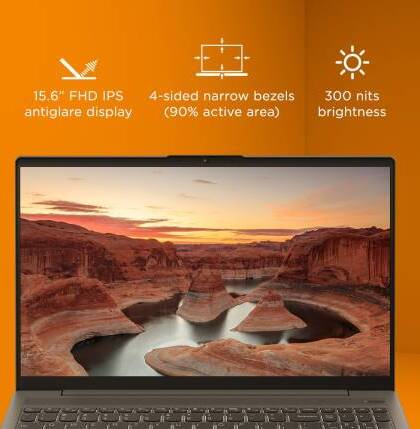 15.6” FHD IPS
antiglare display
4-sided narrow bezels
(90% active area)
300 nits
brightness